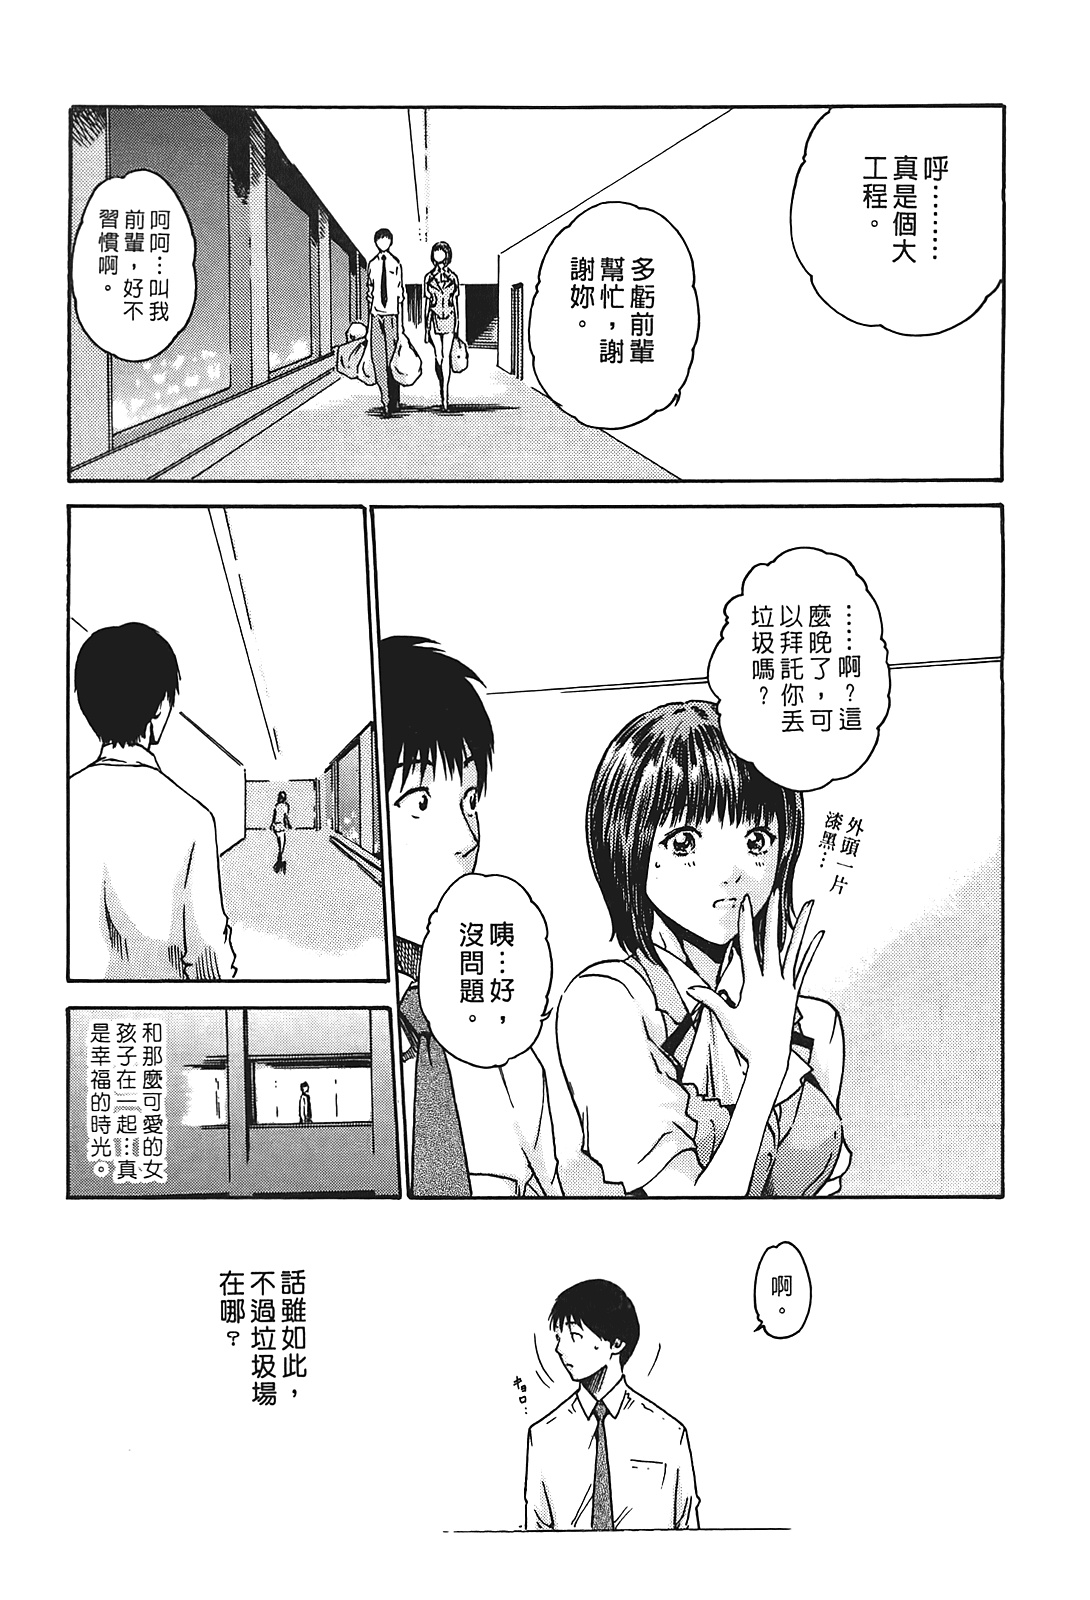 呼………
真是個大
工程。
多虧前輩
幫忙，謝
謝妳。
呵呵…叫我
前輩，好不
習慣啊。
……啊？這
麼晚了，可
以拜託你丟
垃圾嗎？
外頭一片
漆黑…
咦…好，
沒問題。
和那麼可愛的女
孩子在一起…真
是幸福的時光。
啊。
キョロ…
話雖如此，
不過垃圾場
在哪？